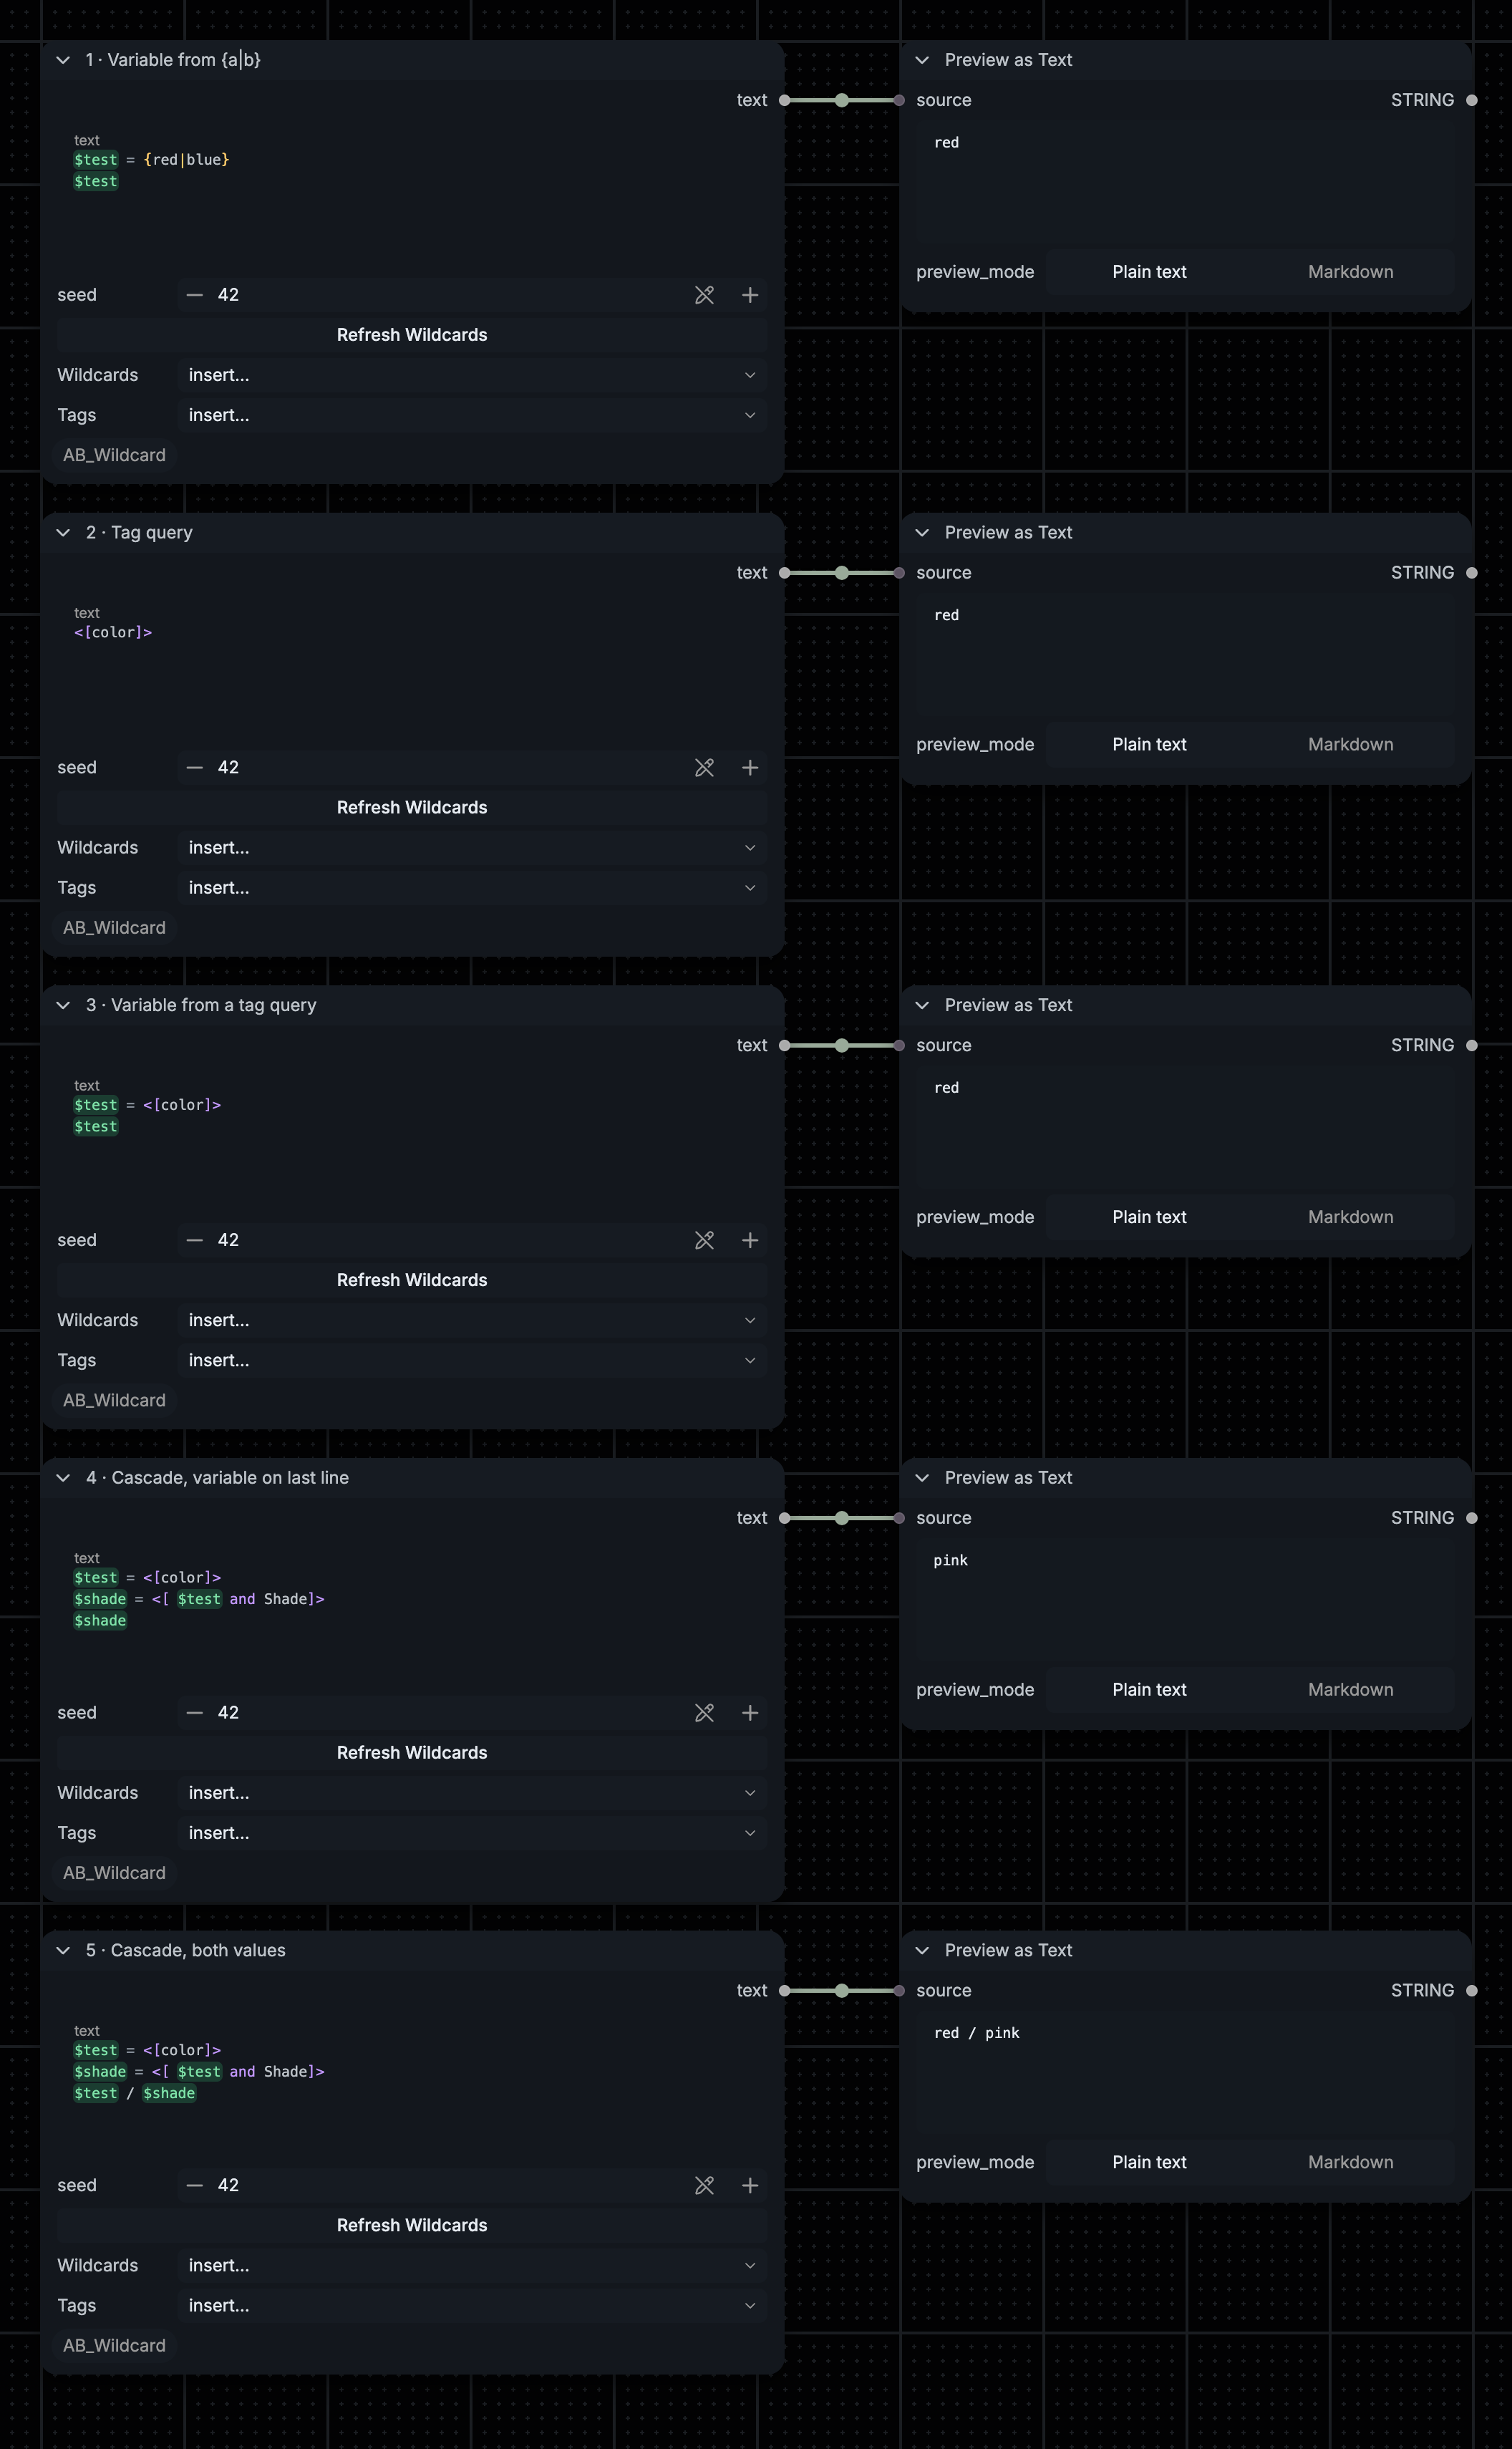 1 · Variable from {a|b}
text
text
$test = {red|blue}
$test
seed
42
Refresh Wildcards
Wildcards
insert...
Tags
insert...
AB_Wildcard
Preview as Text
source
STRING
red
preview_mode
Plain text
Markdown
2 · Tag query
text
text
<[color]>
seed
42
Refresh Wildcards
Wildcards
insert...
Tags
insert...
AB_Wildcard
Preview as Text
source
STRING
red
preview_mode
Plain text
Markdown
3 · Variable from a tag query
text
text
$test = <[color]>
$test
seed
42
Refresh Wildcards
Wildcards
insert...
Tags
insert...
AB_Wildcard
Preview as Text
source
STRING
red
preview_mode
Plain text
Markdown
4 · Cascade, variable on last line
text
text
$test = <[color]>
$shade = <[ $test and Shade]>
$shade
seed
42
Refresh Wildcards
Wildcards
insert...
Tags
insert...
AB_Wildcard
Preview as Text
source
STRING
pink
preview_mode
Plain text
Markdown
5 · Cascade, both values
text
text
$test = <[color]>
$shade = <[ $test and Shade]>
$test / $shade
seed
42
Refresh Wildcards
Wildcards
insert...
Tags
insert...
AB_Wildcard
Preview as Text
source
STRING
red / pink
preview_mode
Plain text
Markdown